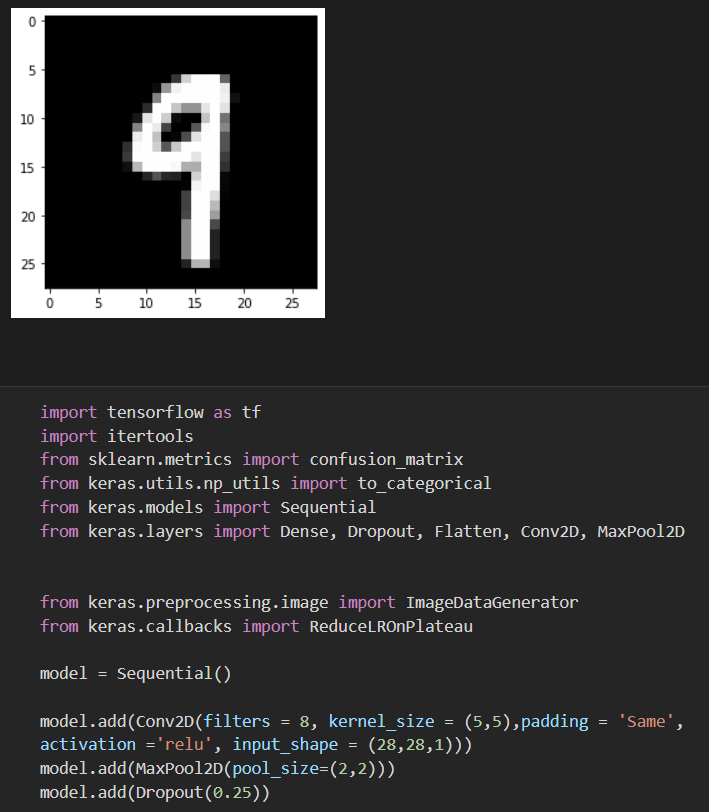 0
5
10
15
20
25
9
0 5 10 15 20 25
import tensorflow as tf
import itertools
from sklearn.metrics import confusion_matrix
from keras.utils.np_utils import to_categorical
from keras.models import Sequential
from keras.layers import Dense, Dropout, Flatten, Conv2D, MaxPool2D
from keras.preprocessing.image import ImageDataGenerator
from keras.callbacks import ReduceLROnPlateau
model = Sequential()
model.add(Conv2D(filters = 8, kernel_size = (5,5),padding = 'Same',
activation ='relu', input_shape = (28,28,1)))
model.add(MaxPool2D(pool_size=(2,2)))
model.add(Dropout(0.25))